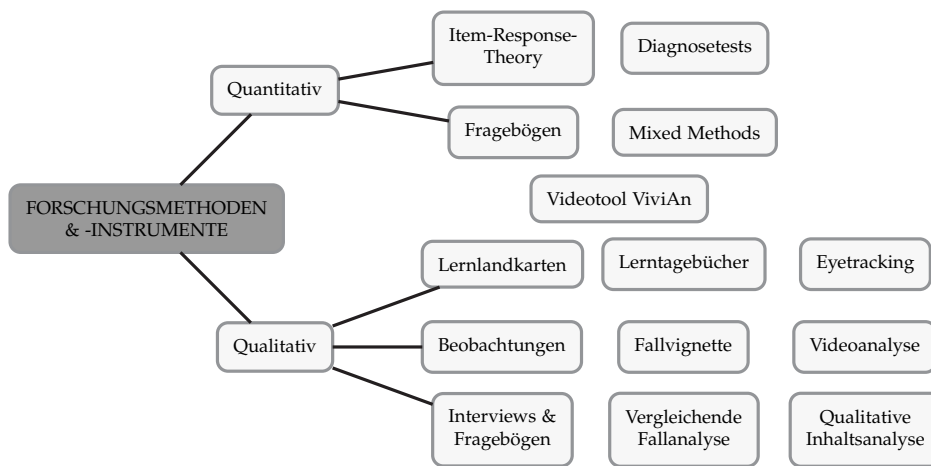 Item-Response-
Theory
Diagnosetests
Quantitativ
Fragebögen
Mixed Methods
FORSCHUNGSMETHODEN
& -INSTRUMENTE
Videotool ViviAn
Lernlandkarten
Lerntagebücher
Eyetracking
Qualitativ
Beobachtungen
Fallvignette
Videoanalyse
Interviews &
Fragebögen
Vergleichende
Fallanalyse
Qualitative
Inhaltsanalyse